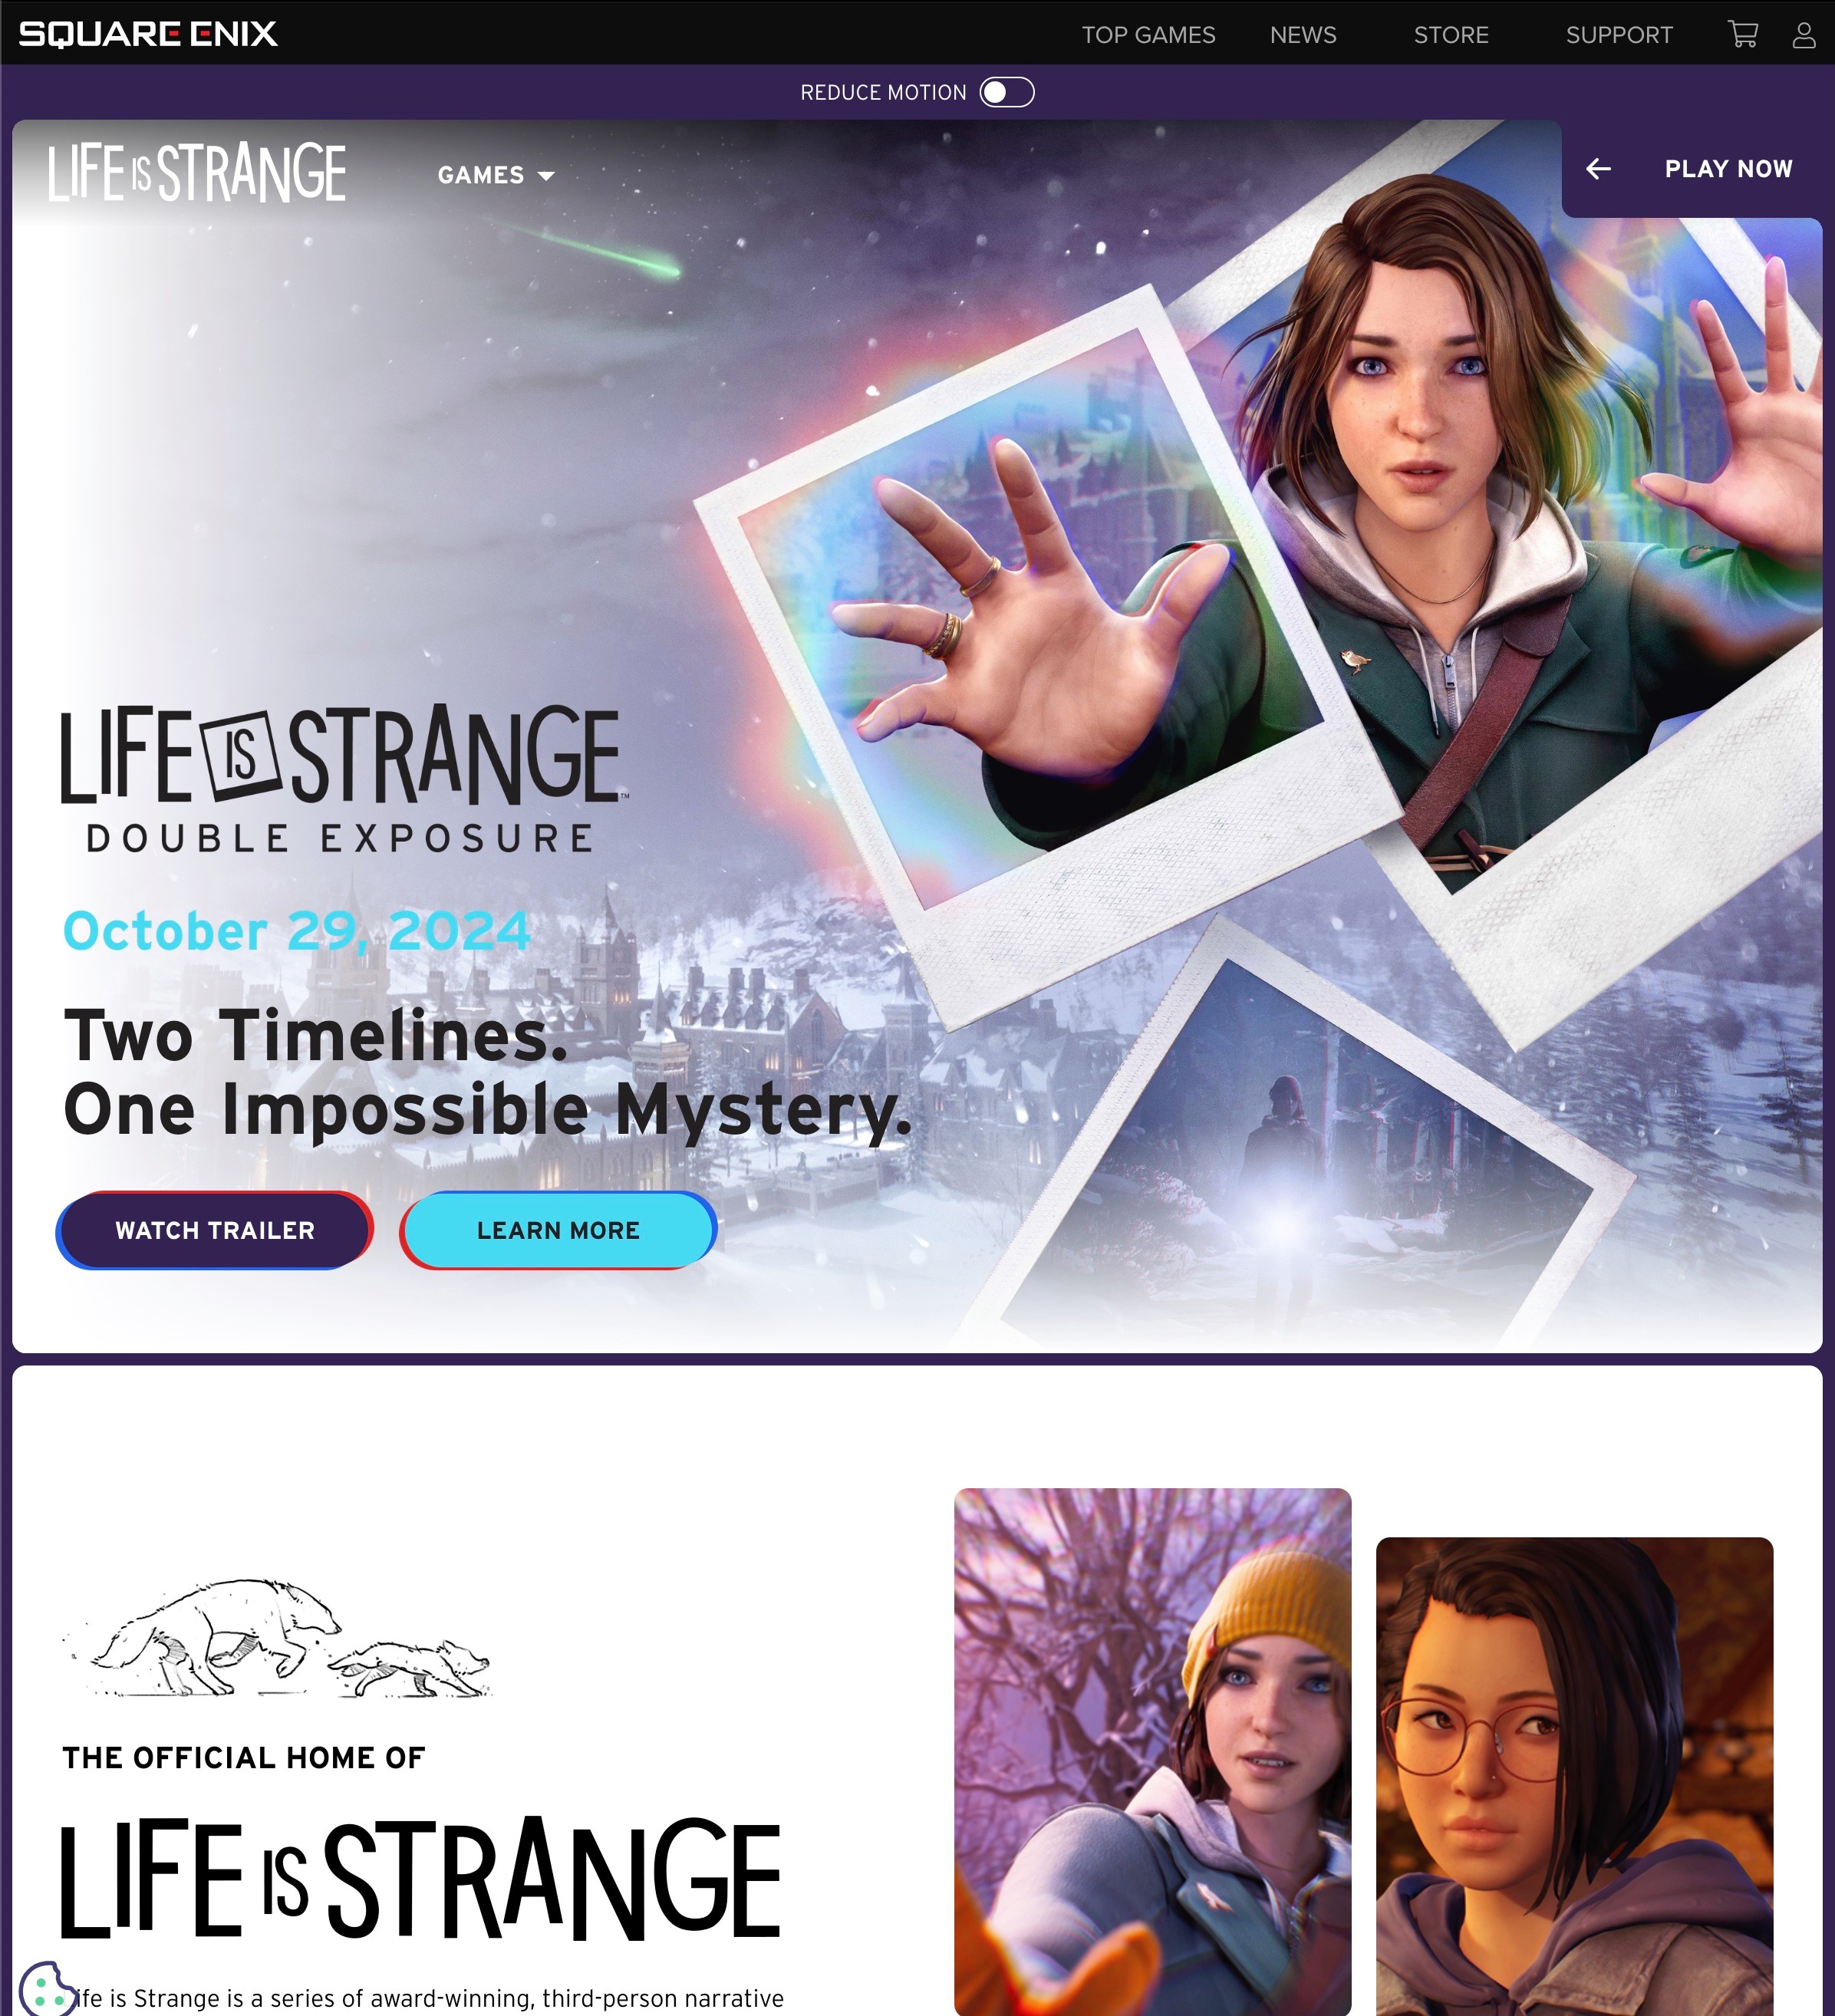 SQUARE ENIX
TOP GAMES NEWS STORE SUPPORT
REDUCE MOTION
LIFE IS STRANGE
GAMES
PLAY NOW
LIFE IS STRANGE™
DOUBLE EXPOSURE
October 29, 2024
Two Timelines.
One Impossible Mystery.
WATCH TRAILER LEARN MORE
THE OFFICIAL HOME OF
LIFE IS STRANGE
ife is Strange is a series of award-winning, third-person narrative